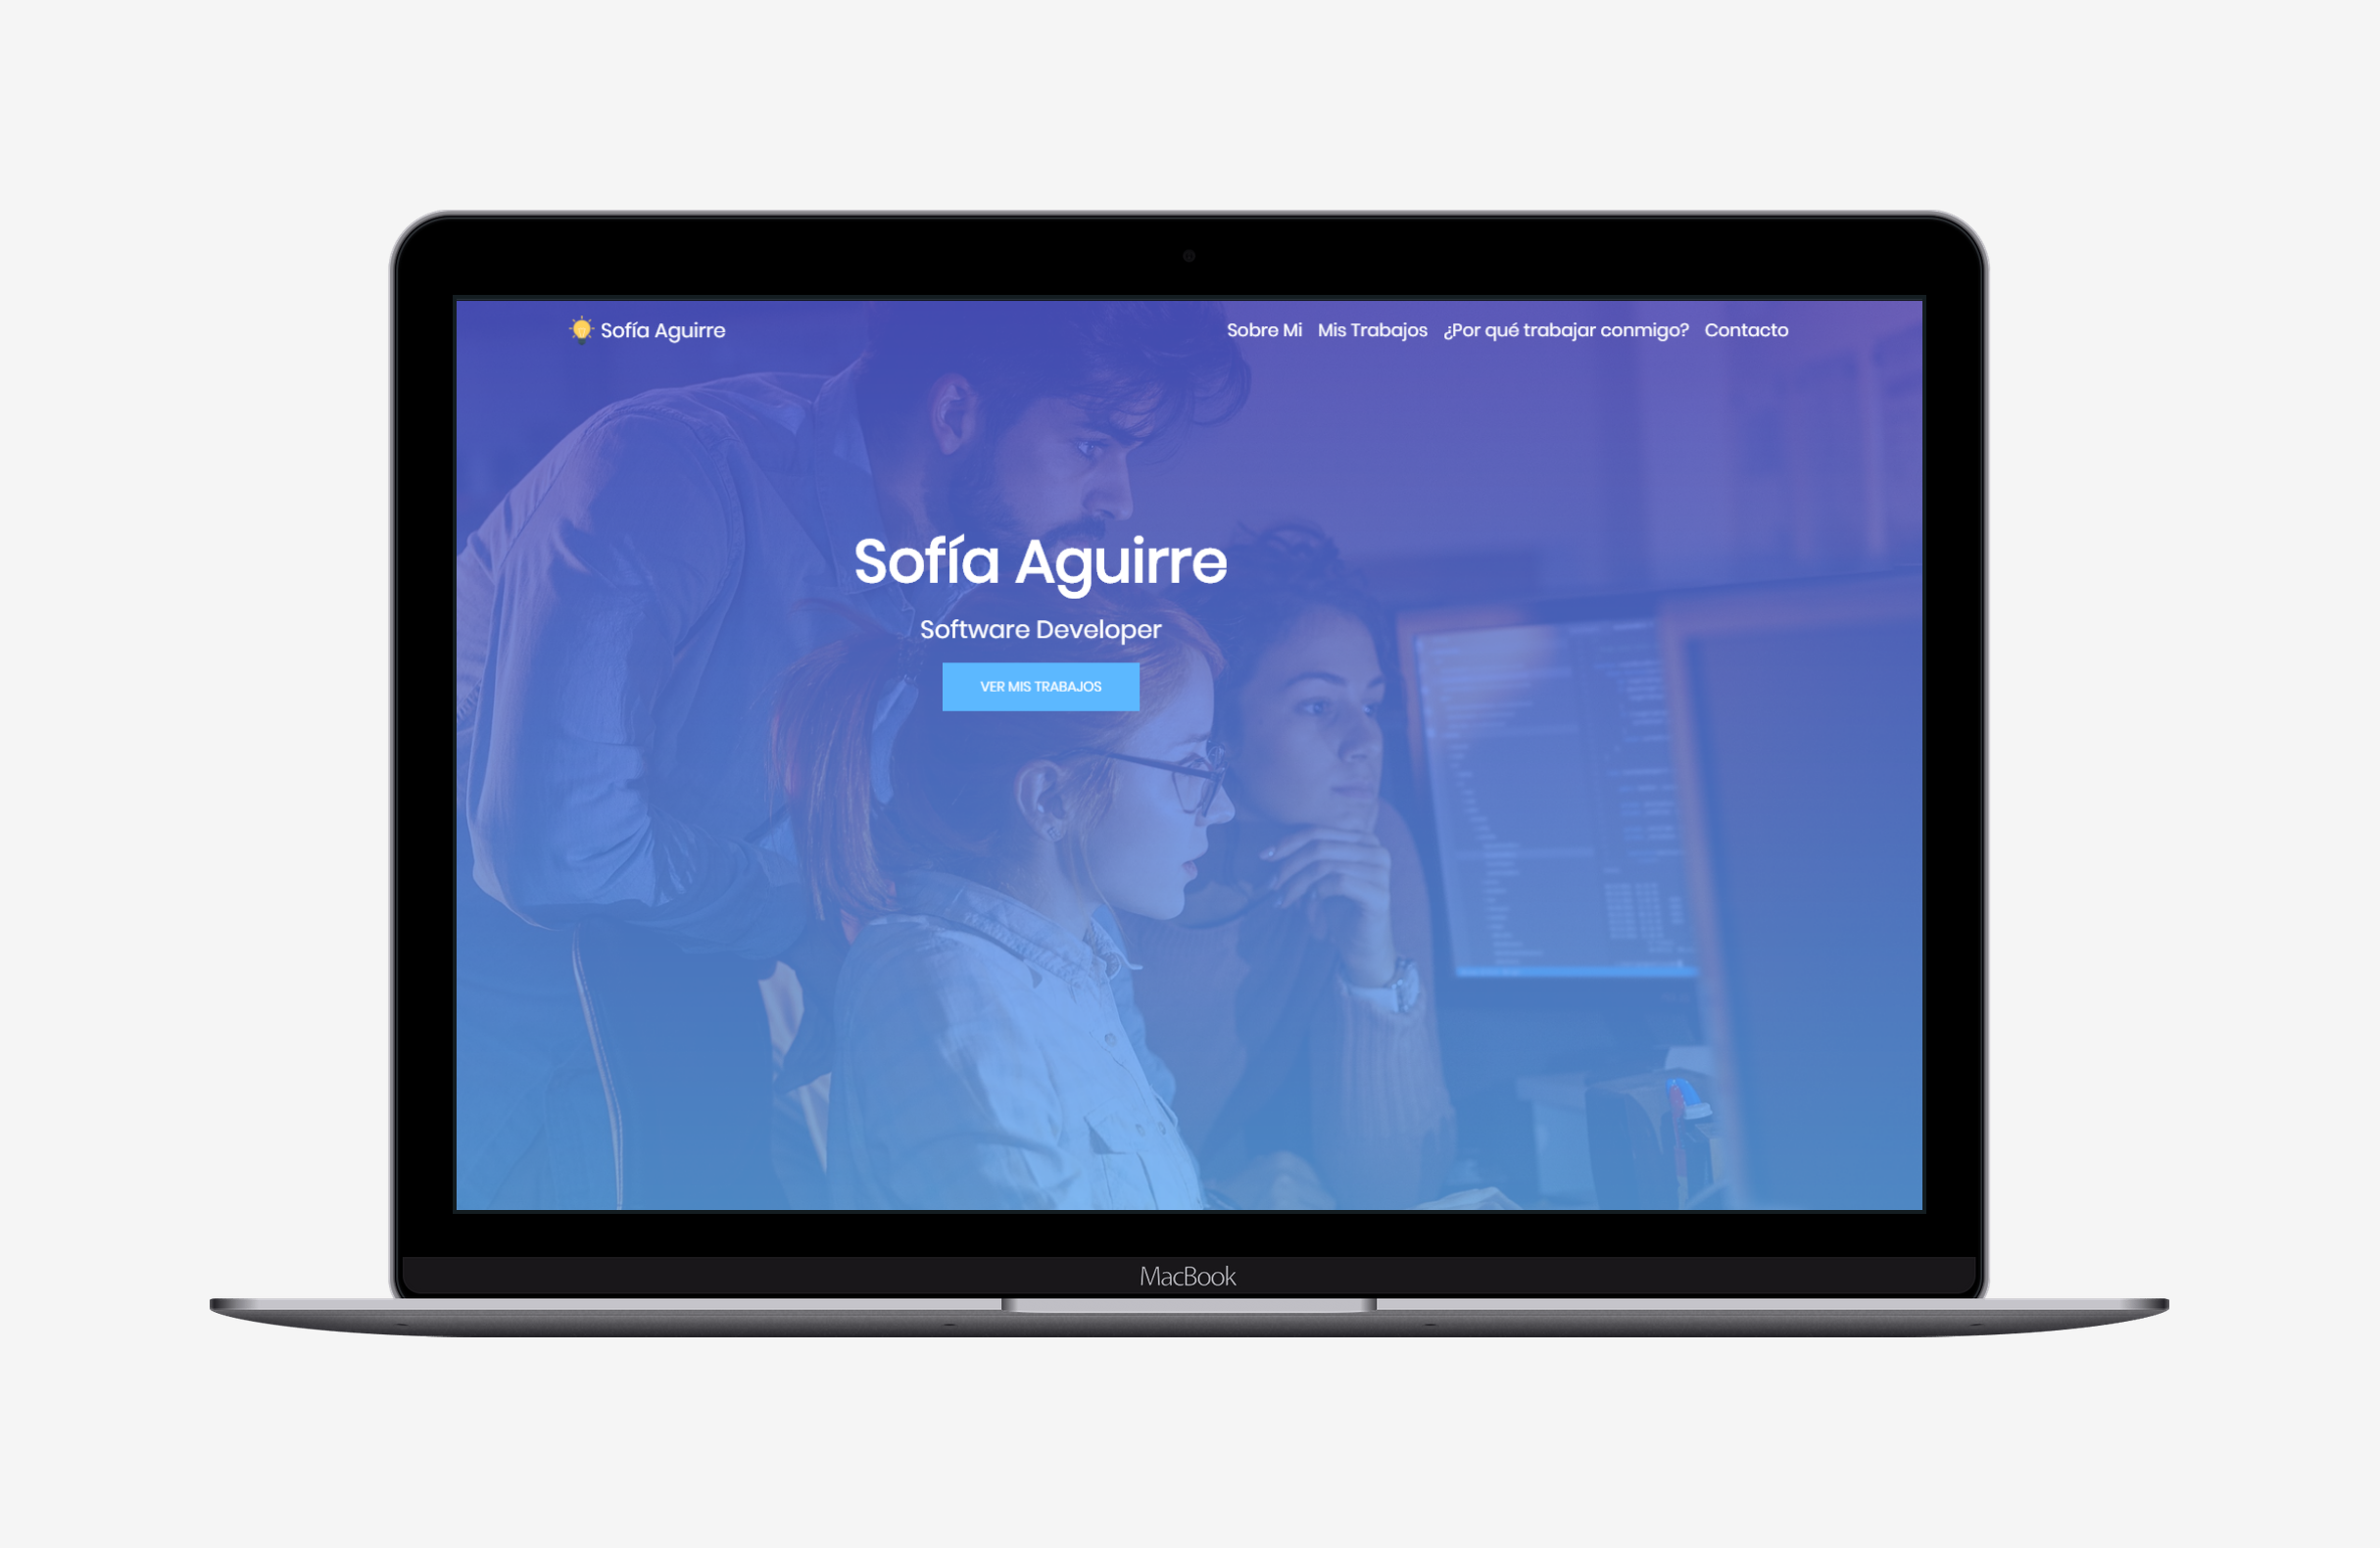 Sofía Aguirre
Sobre Mi Mis Trabajos ¿Por qué trabajar conmigo? Contacto
Sofía Aguirre
Software Developer
VER MIS TRABAJOS
MacBook